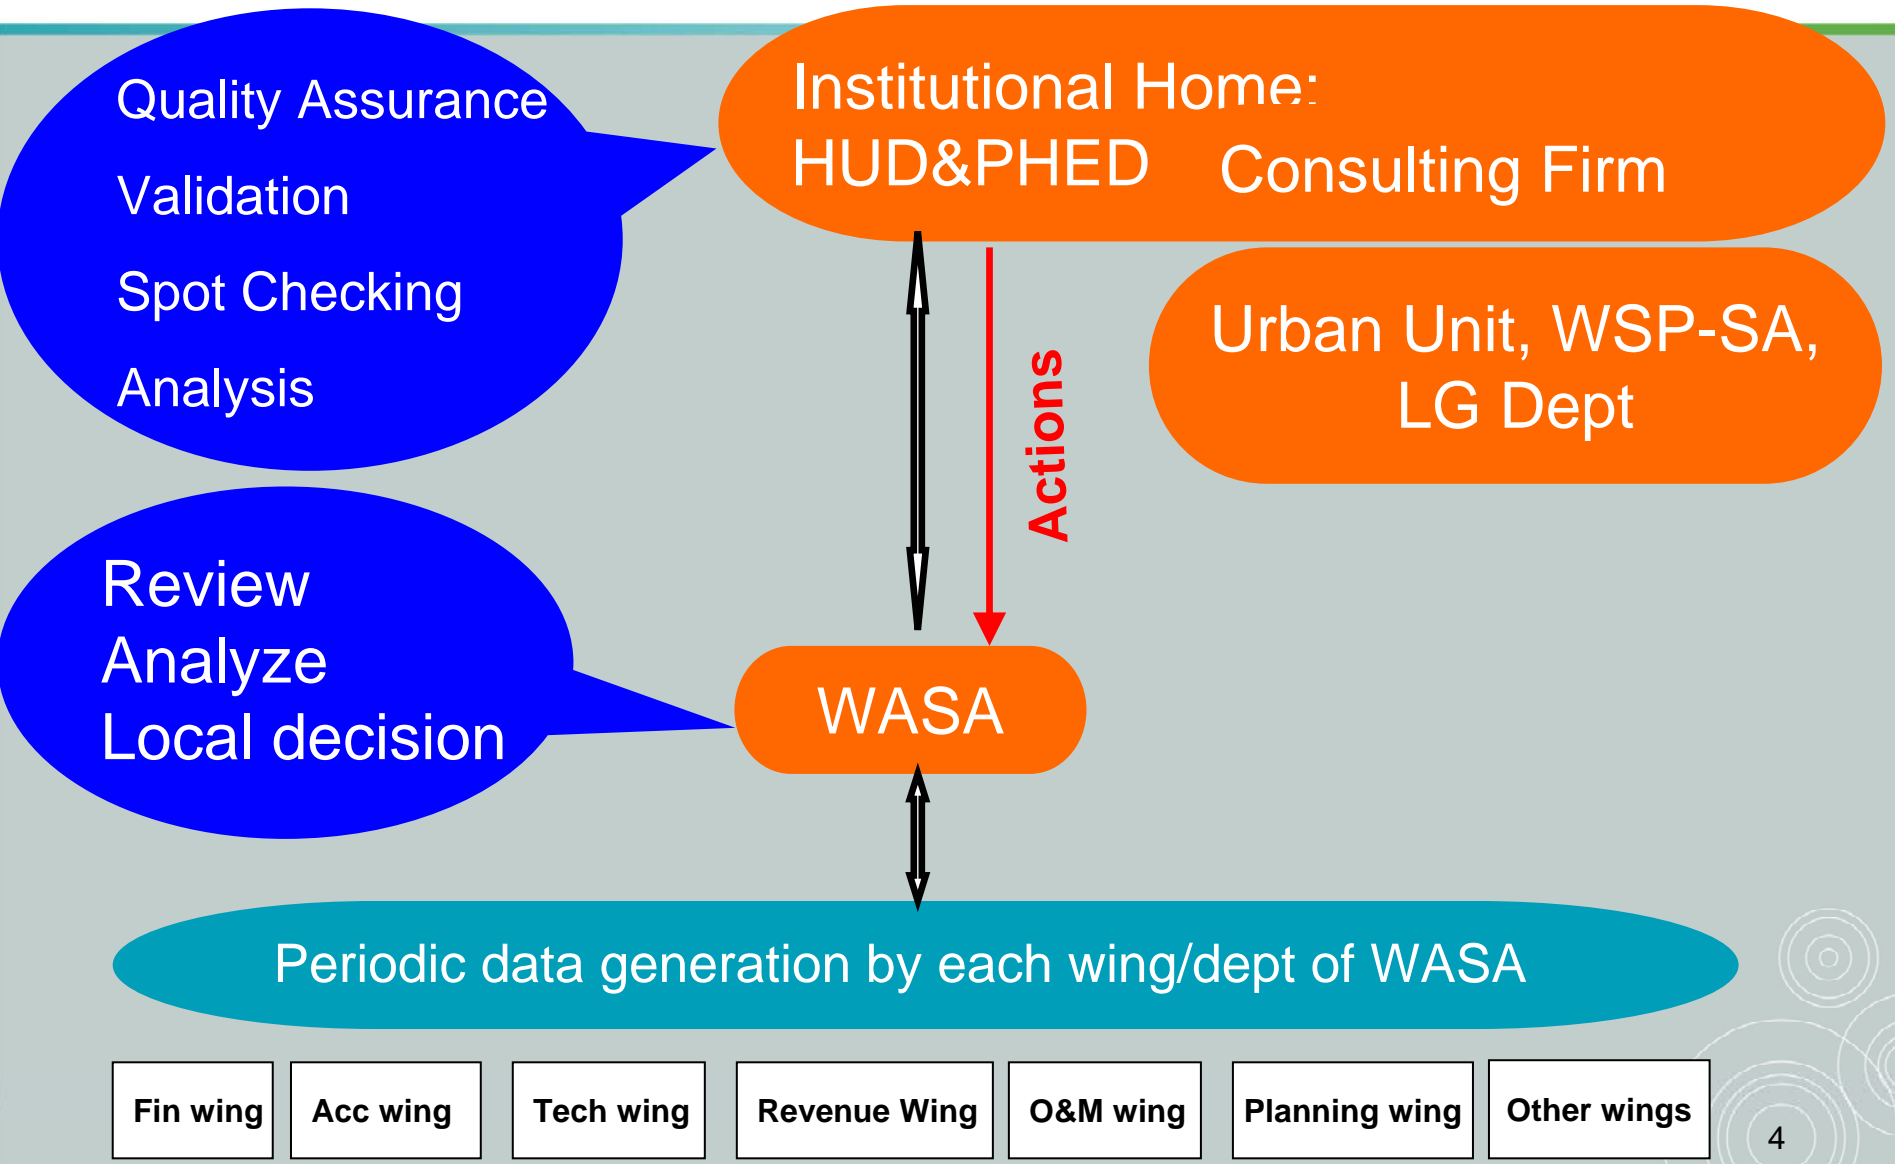 Quality Assurance
Validation
Spot Checking
Analysis
Institutional Home:
HUD&PHED Consulting Firm
Urban Unit, WSP-SA,
LG Dept
Actions
Review
Analyze
Local decision
WASA
Periodic data generation by each wing/dept of WASA
Fin wing
Acc wing
Tech wing
Revenue Wing
O&M wing
Planning wing
Other wings
4